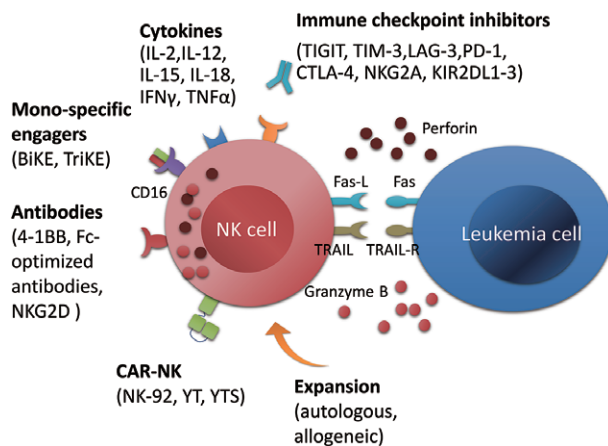 Cytokines
(IL-2,IL-12,
IL-15, IL-18,
IFNγ, TNFα)
Immune checkpoint inhibitors
(TIGIT, TIM-3,LAG-3,PD-1,
CTLA-4, NKG2A, KIR2DL1-3)
Mono-specific
engagers
(BiKE, TriKE)
CD16
Antibodies
(4-1BB, Fc-
optimized
antibodies,
NKG2D )
NK cell
Perforin
Fas-L
Fas
TRAIL
TRAIL-R
Leukemia cell
Granzyme B
CAR-NK
(NK-92, YT, YTS)
Expansion
(autologous,
allogeneic)